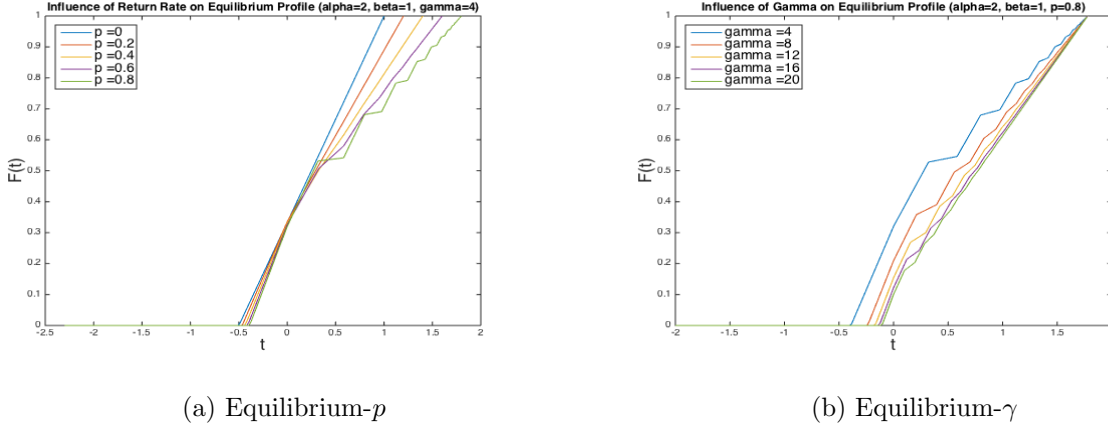 Influence of Return Rate on Equilibrium Profile (alpha=2, beta=1, gamma=4)
1
0.9
0.8
0.7
0.6
0.5
0.4
0.3
0.2
0.1
0
F(t)
p =0
p =0.2
p =0.4
p =0.6
p =0.8
-2.5
-2
-1.5
-1
-0.5
0
0.5
1
1.5
2
t
(a) Equilibrium-p
Influence of Gamma on Equilibrium Profile (alpha=2, beta=1, p=0.8)
1
0.9
0.8
0.7
0.6
0.5
0.4
0.3
0.2
0.1
0
F(t)
gamma =4
gamma =8
gamma =12
gamma =16
gamma =20
-2
-1.5
-1
-0.5
0
0.5
1
1.5
t
(b) Equilibrium-γ